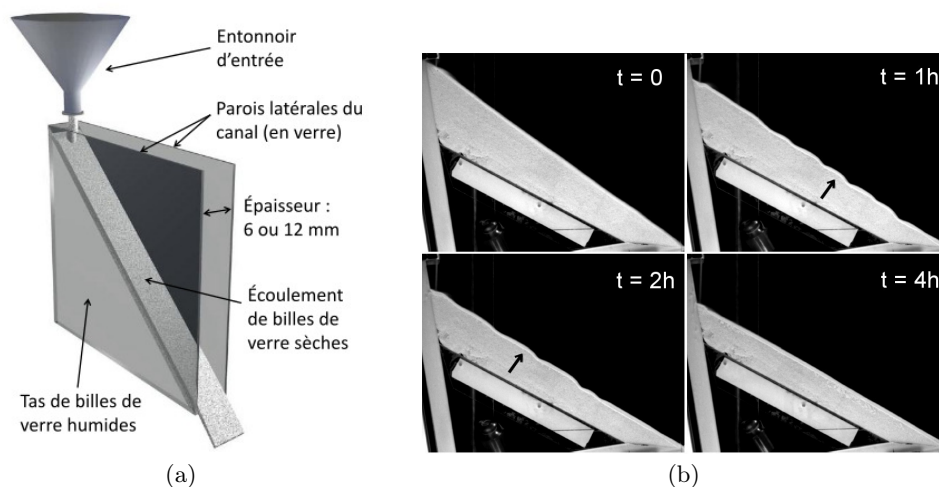 Entonnoir
d'entrée
Parois latérales du
canal (en verre)
Épaisseur :
6 ou 12 mm
Écoulement
de billes de
verre sèches
Tas de billes de
verre humides
(a)
t = 0
t = 1h
t = 2h
t = 4h
(b)